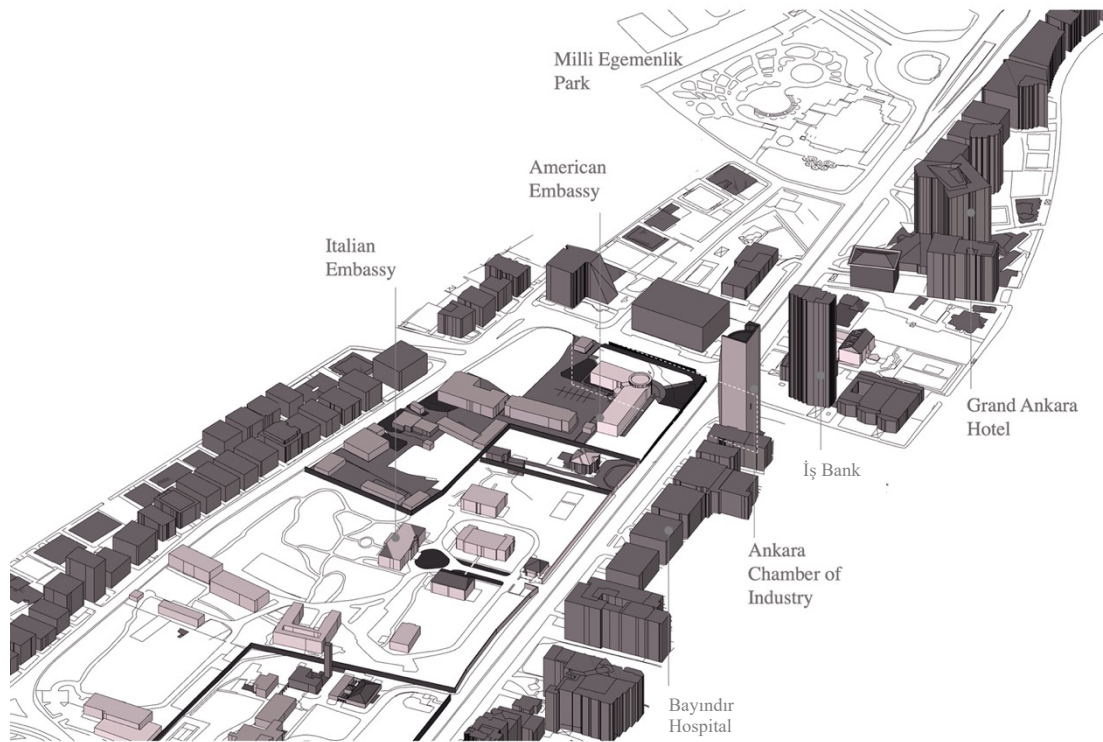 Milli Egemenlik
Park
American
Embassy
Italian
Embassy
Grand Ankara
Hotel
İş Bank
Ankara
Chamber of
Industry
Bayındır
Hospital